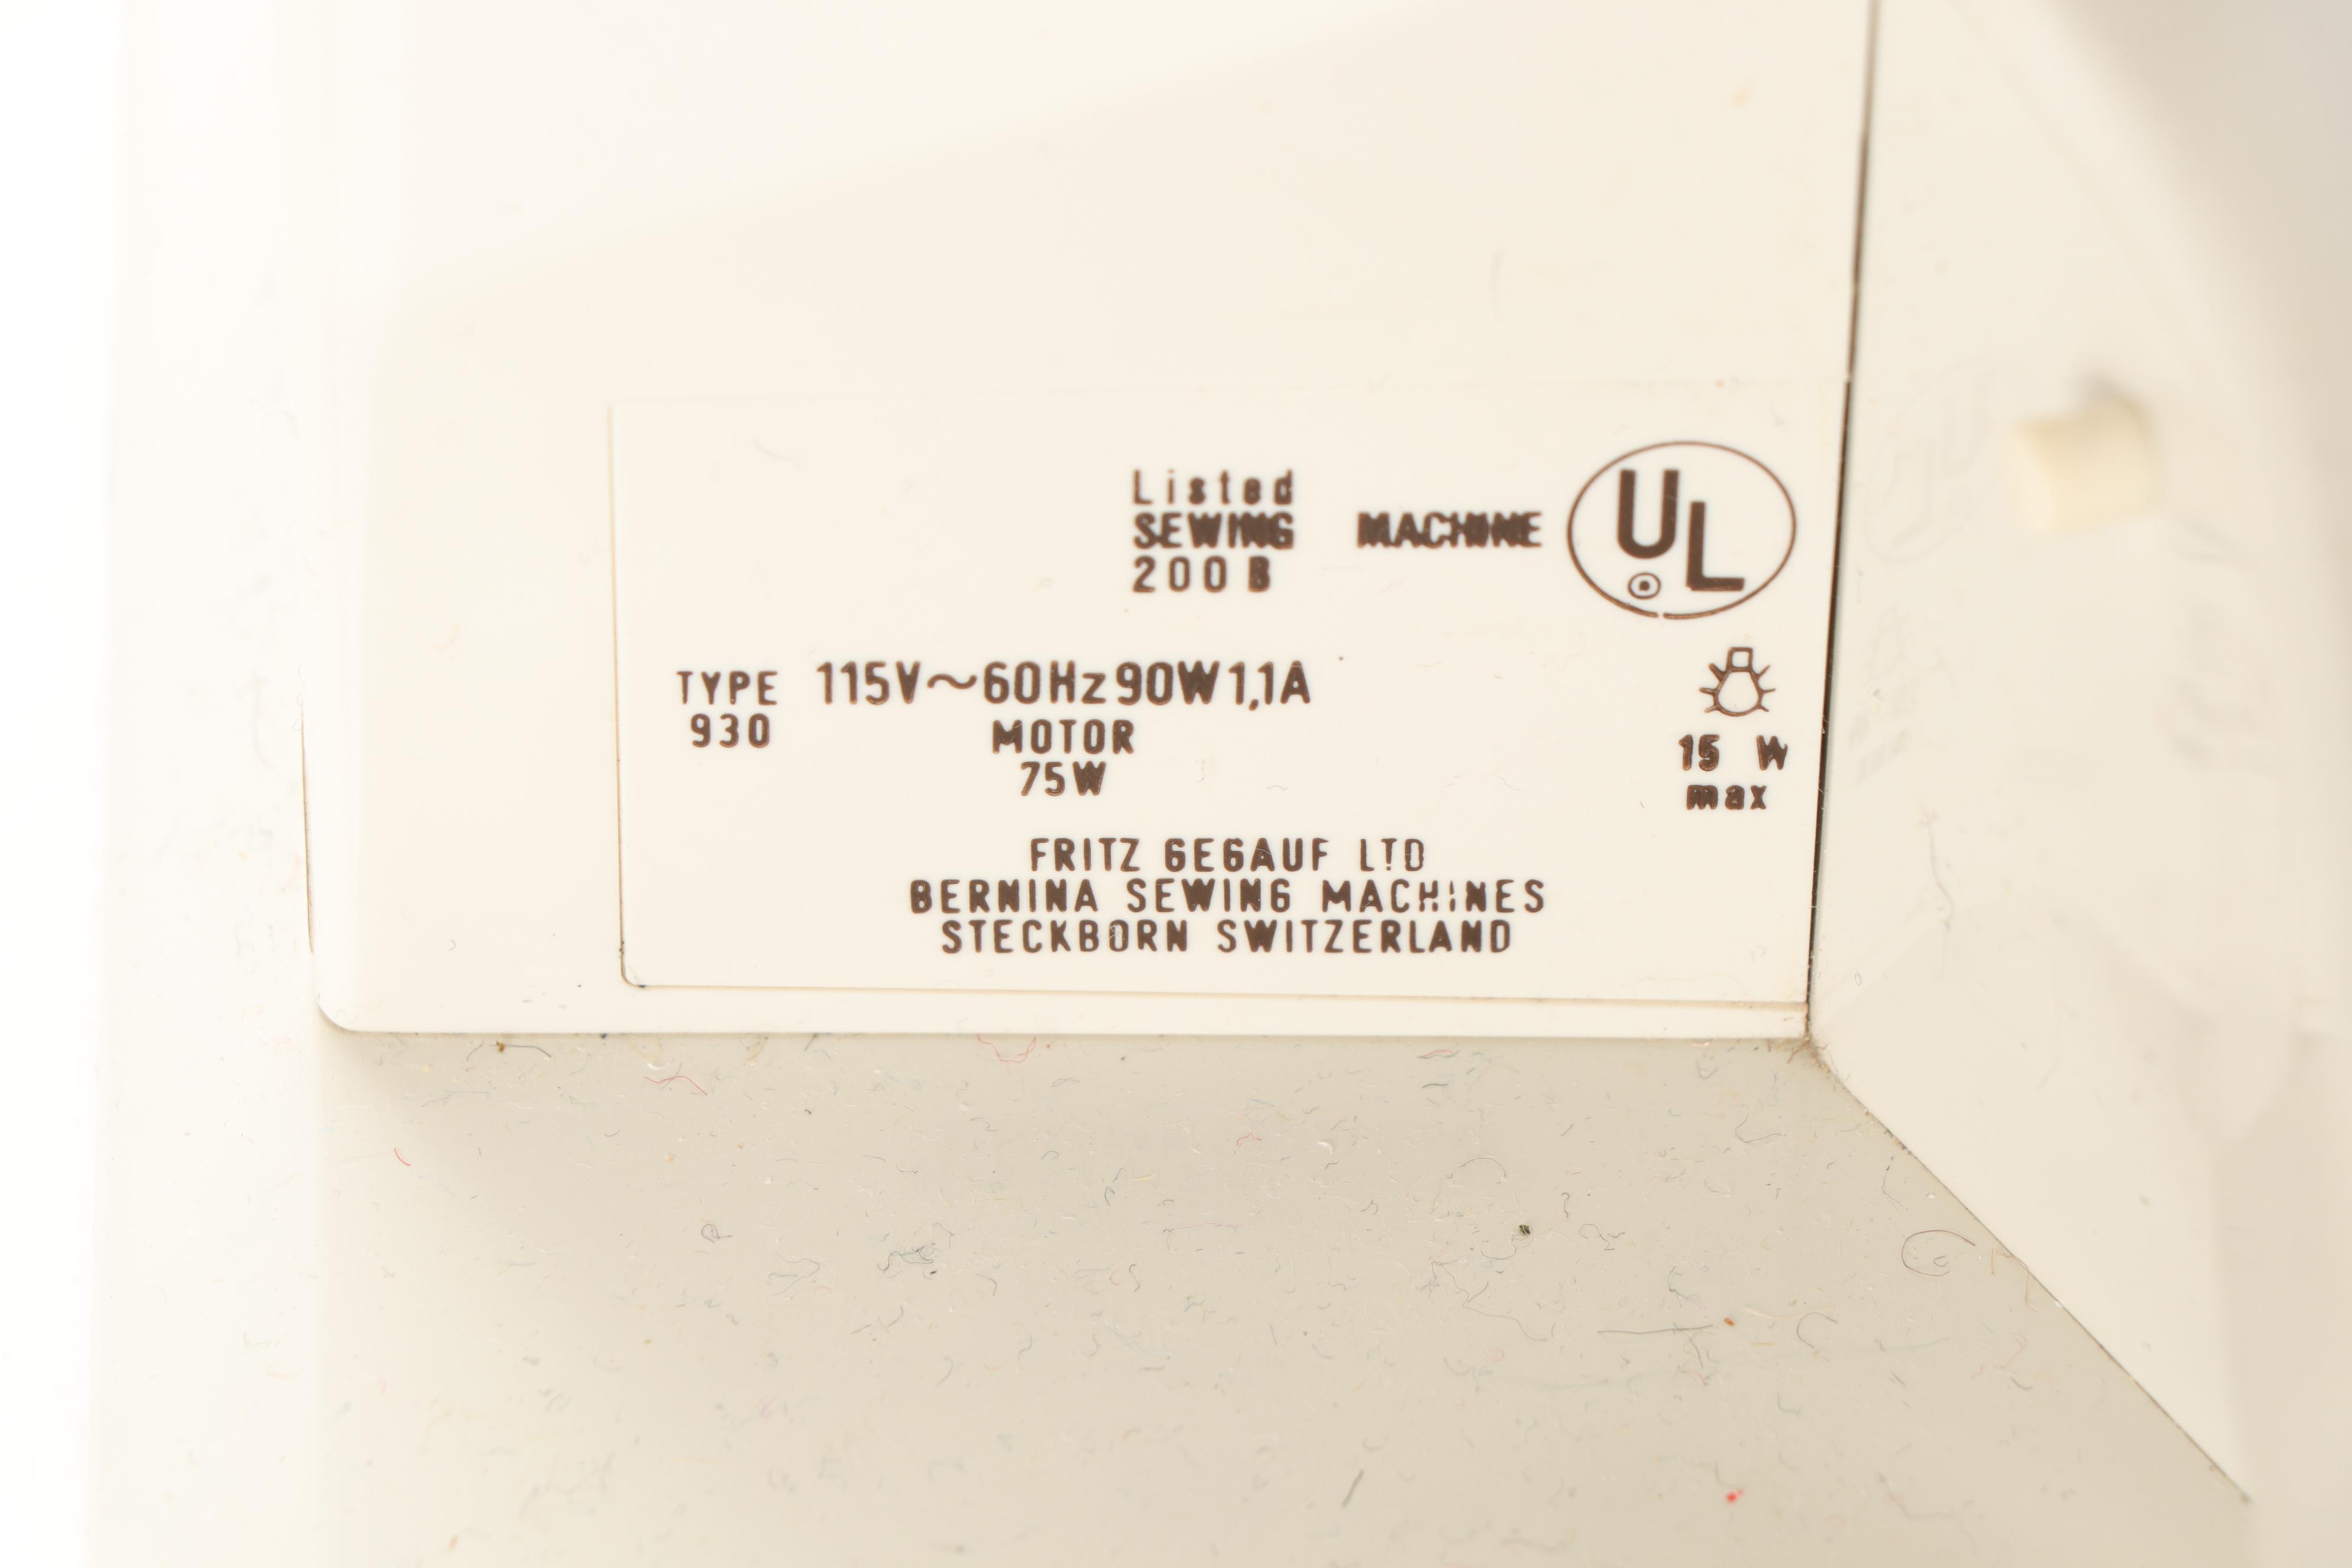 Listed
SEWING MACHINE
200 B
UL
TYPE 115V～60Hz 90W 1,1A
930 MOTOR
75W
15 W
max
FRITZ GEGAUF LTD
BERNINA SEWING MACHINES
STECKBORN SWITZERLAND